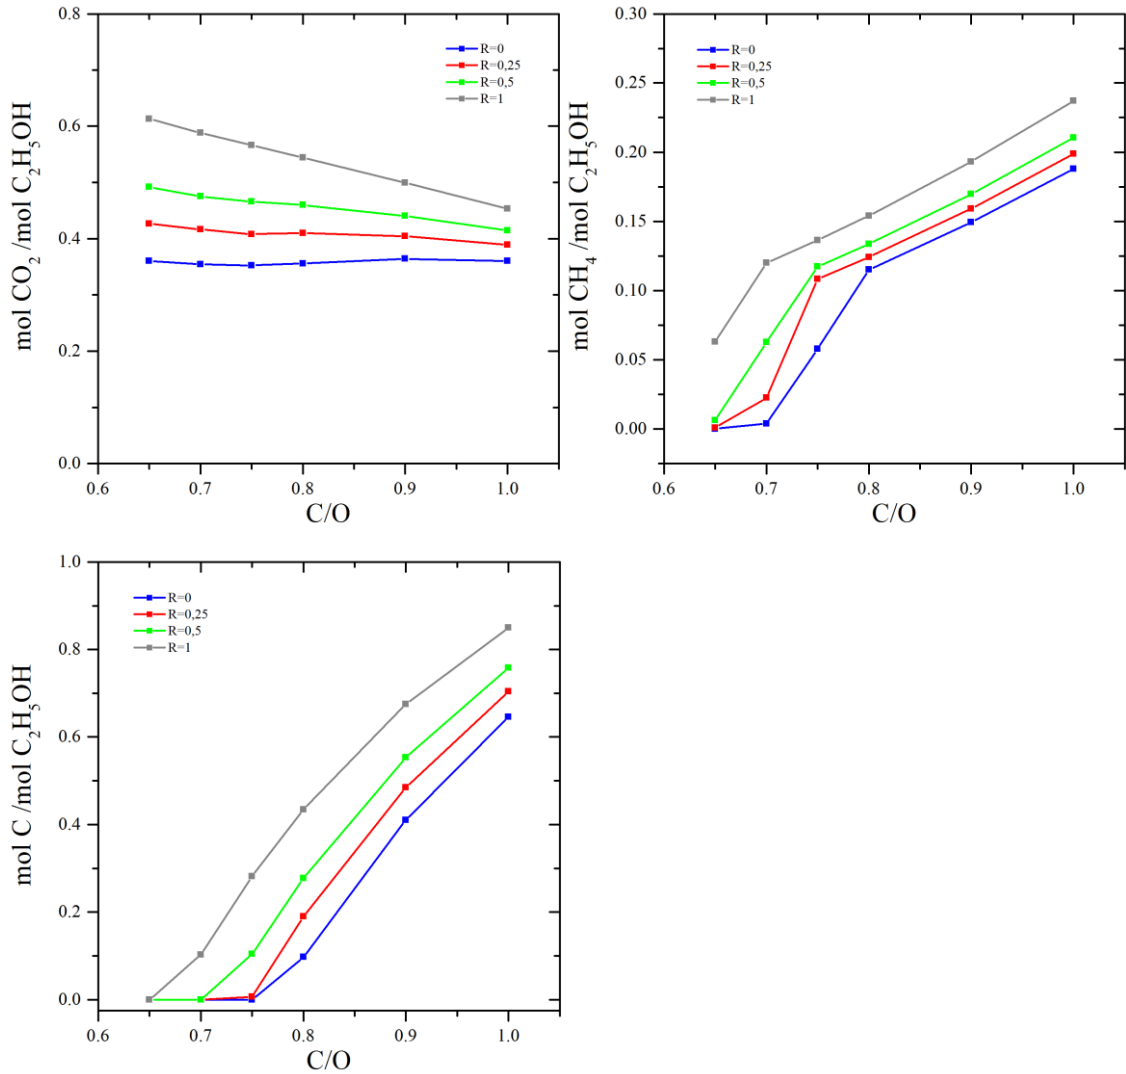 mol CO2 /mol C2H5OH
0.8
0.6
0.4
0.2
0.0
R=0
R=0,25
R=0,5
R=1
0.6 0.7 0.8 0.9 1.0
C/O
mol CH4 /mol C2H5OH
0.30
0.25
0.20
0.15
0.10
0.05
0.00
R=0
R=0,25
R=0,5
R=1
0.6 0.7 0.8 0.9 1.0
C/O
mol C /mol C2H5OH
1.0
0.8
0.6
0.4
0.2
0.0
R=0
R=0,25
R=0,5
R=1
0.6 0.7 0.8 0.9 1.0
C/O